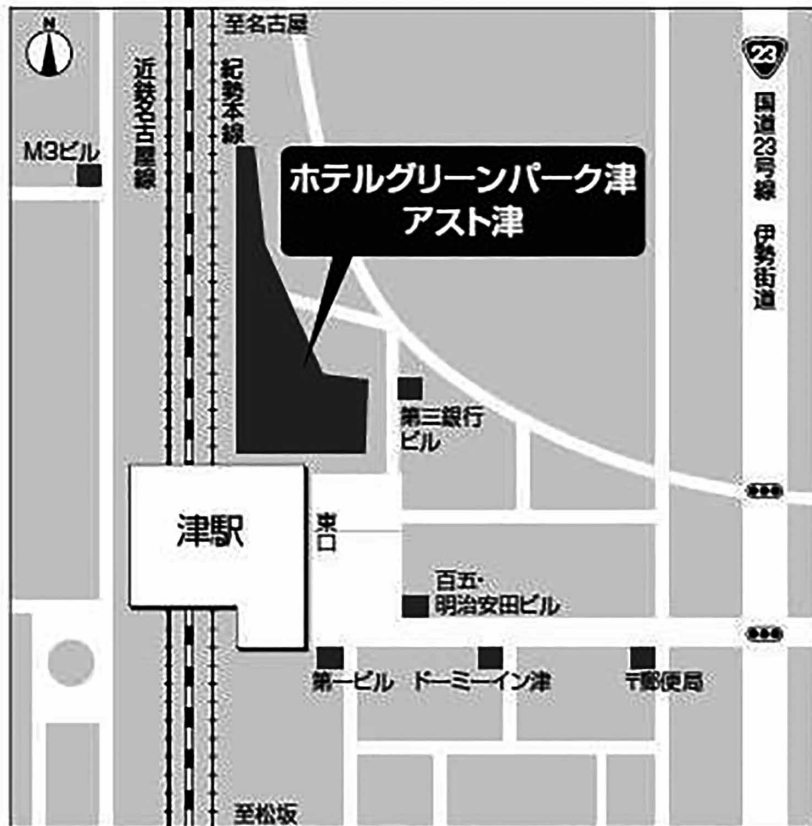 N
至名古屋
23
近鉄名古屋線
紀勢本線
国道23号線 伊勢街道
M3ビル
ホテルグリーンパーク津
アスト津
第三銀行
ビル
津駅
東口
百五・
明治安田ビル
第一ビル
ドーミーイン津
〒郵便局
至松坂